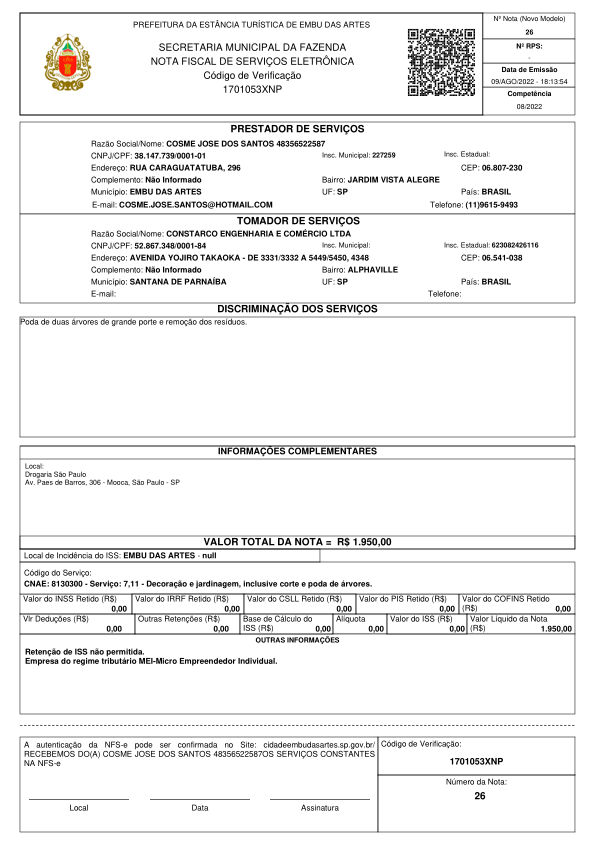 PREFEITURA DA ESTÂNCIA TURÍSTICA DE EMBU DAS ARTES
SECRETARIA MUNICIPAL DA FAZENDA
NOTA FISCAL DE SERVIÇOS ELETRÔNICA
Código de Verificação
1701053XNP
Nº Nota (Novo Modelo)
26
Nº RPS:
-
Data de Emissão
09/AGO/2022 - 18:13:54
Competência
08/2022
PRESTADOR DE SERVIÇOS
Razão Social/Nome: COSME JOSE DOS SANTOS 48356522587
CNPJ/CPF: 38.147.739/0001-01 Insc. Municipal: 227259 Insc. Estadual:
Endereço: RUA CARAGUATATUBA, 296 CEP: 06.807-230
Complemento: Não Informado Bairro: JARDIM VISTA ALEGRE
Município: EMBU DAS ARTES UF: SP País: BRASIL
E-mail: COSME.JOSE.SANTOS@HOTMAIL.COM Telefone: (11)9615-9493
TOMADOR DE SERVIÇOS
Razão Social/Nome: CONSTARCO ENGENHARIA E COMÉRCIO LTDA
CNPJ/CPF: 52.867.348/0001-84 Insc. Municipal: Insc. Estadual: 623082426116
Endereço: AVENIDA YOJIRO TAKAOKA - DE 3331/3332 A 5449/5450, 4348 CEP: 06.541-038
Complemento: Não Informado Bairro: ALPHAVILLE
Município: SANTANA DE PARNAÍBA UF: SP País: BRASIL
E-mail: Telefone:
DISCRIMINAÇÃO DOS SERVIÇOS
Poda de duas árvores de grande porte e remoção dos resíduos.
INFORMAÇÕES COMPLEMENTARES
Local:
Drogaria São Paulo
Av. Paes de Barros, 306 - Mooca, São Paulo - SP
VALOR TOTAL DA NOTA = R$ 1.950,00
Local de Incidência do ISS: EMBU DAS ARTES - null
Código do Serviço:
CNAE: 8130300 - Serviço: 7,11 - Decoração e jardinagem, inclusive corte e poda de árvores.
Valor do INSS Retido (R$) 0,00
Valor do IRRF Retido (R$) 0,00
Valor do CSLL Retido (R$) 0,00
Valor do PIS Retido (R$) 0,00
Valor do COFINS Retido (R$) 0,00
Vlr Deduções (R$) 0,00
Outras Retenções (R$) 0,00
Base de Cálculo do ISS (R$) 0,00
Alíquota 0,00
Valor do ISS (R$) 0,00
Valor Líquido da Nota (R$) 1.950,00
OUTRAS INFORMAÇÕES
Retenção de ISS não permitida.
Empresa do regime tributário MEI-Micro Empreendedor Individual.
A autenticação da NFS-e pode ser confirmada no Site: cidadeembudasartes.sp.gov.br/
RECEBEMOS DO(A) COSME JOSE DOS SANTOS 48356522587OS SERVIÇOS CONSTANTES
NA NFS-e
Local Data Assinatura
Código de Verificação:
1701053XNP
Número da Nota:
26